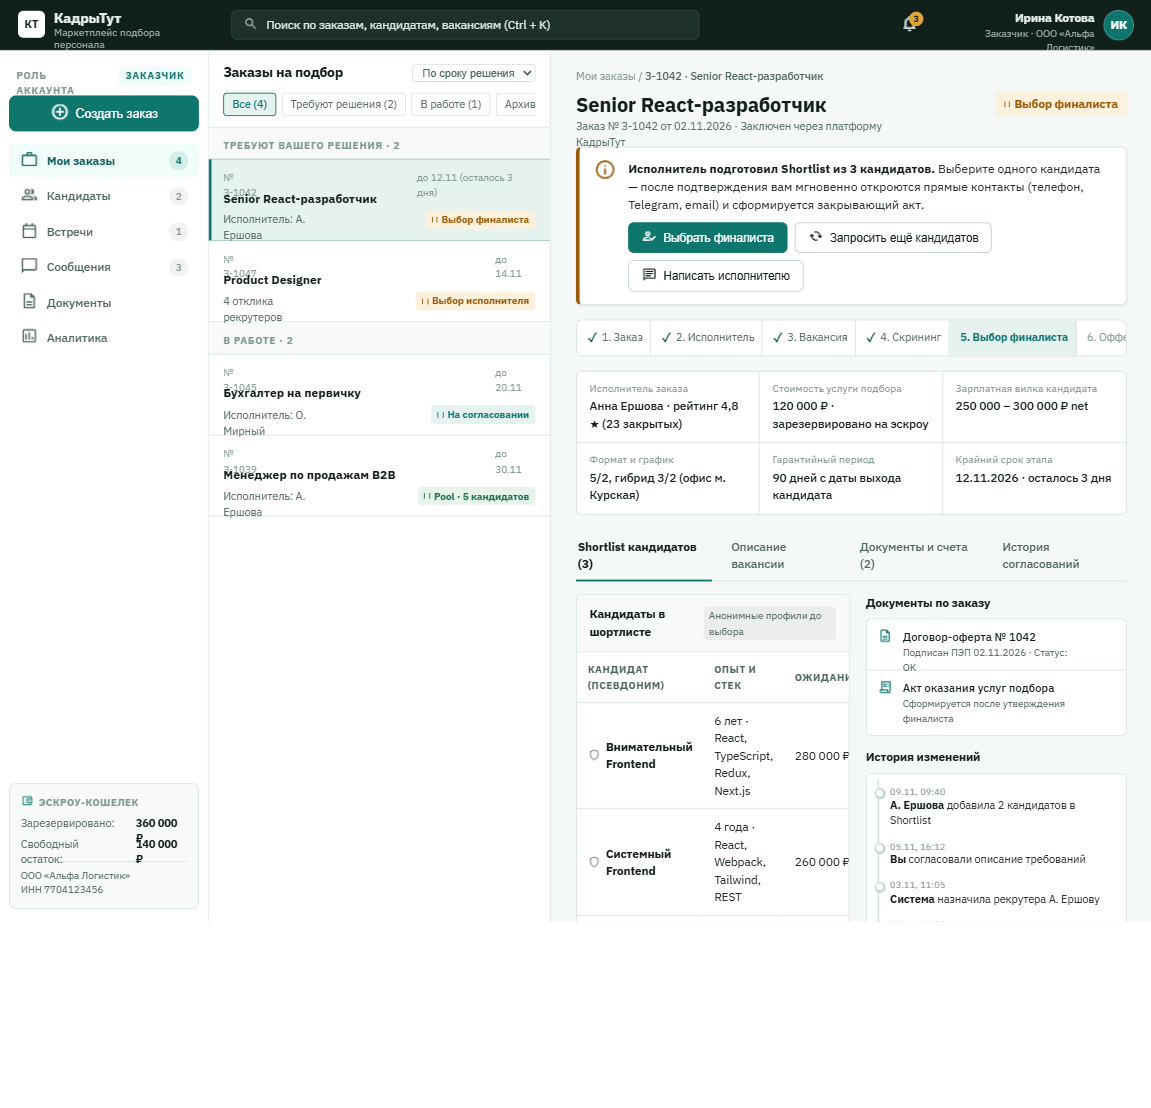 КТ
КадрыТут
Маркетплейс подбора
персонала
Поиск по заказам, кандидатам, вакансиям (Ctrl + K)
3
Ирина Котова
Заказчик · ООО «Альфа
Логистик»
ИК
РОЛЬ
АККАУНТА
ЗАКАЗЧИК
Создать заказ
Мои заказы
4
Кандидаты
2
Встречи
1
Сообщения
3
Документы
Аналитика
ЭСКРОУ-КОШЕЛЕК
Зарезервировано:
360 000
₽
Свободный
остаток:
140 000
₽
ООО «Альфа Логистик»
ИНН 7704123456
Заказы на подбор
По сроку решения
Все (4)
Требуют решения (2)
В работе (1)
Архив
ТРЕБУЮТ ВАШЕГО РЕШЕНИЯ · 2
№
З-1042
до 12.11 (осталось 3
дня)
Senior React-разработчик
Исполнитель: А.
Ершова
Выбор финалиста
№
З-1047
до
14.11
Product Designer
4 отклика
рекрутеров
Выбор исполнителя
В РАБОТЕ · 2
№
З-1045
до
20.11
Бухгалтер на первичку
Исполнитель: О.
Мирный
На согласовании
№
З-1039
до
30.11
Менеджер по продажам B2B
Исполнитель: А.
Ершова
Pool · 5 кандидатов
Мои заказы / З-1042 · Senior React-разработчик
Senior React-разработчик
Заказ № З-1042 от 02.11.2026 · Заключен через платформу
КадрыТут
Выбор финалиста
Исполнитель подготовил Shortlist из 3 кандидатов. Выберите одного кандидата
— после подтверждения вам мгновенно откроются прямые контакты (телефон,
Telegram, email) и сформируется закрывающий акт.
Выбрать финалиста
Запросить ещё кандидатов
Написать исполнителю
1. Заказ
2. Исполнитель
3. Вакансия
4. Скрининг
5. Выбор финалиста
6. Оффе
Исполнитель заказа
Анна Ершова · рейтинг 4,8
★ (23 закрытых)
Стоимость услуги подбора
120 000 ₽ ·
зарезервировано на эскроу
Зарплатная вилка кандидата
250 000 – 300 000 ₽ net
Формат и график
5/2, гибрид 3/2 (офис м.
Курская)
Гарантийный период
90 дней с даты выхода
кандидата
Крайний срок этапа
12.11.2026 · осталось 3 дня
Shortlist кандидатов
(3)
Описание
вакансии
Документы и счета
(2)
История
согласований
Кандидаты в
шортлисте
Анонимные профили до
выбора
КАНДИДАТ
(ПСЕВДОНИМ)
ОПЫТ И
СТЕК
ОЖИДАНИ
Внимательный
Frontend
6 лет ·
React,
TypeScript,
Redux,
Next.js
280 000 ₽
Системный
Frontend
4 года ·
React,
Webpack,
Tailwind,
REST
260 000 ₽
Документы по заказу
Договор-оферта № 1042
Подписан ПЭП 02.11.2026 · Статус:
ОК
Акт оказания услуг подбора
Сформируется после утверждения
финалиста
История изменений
09.11, 09:40
А. Ершова добавила 2 кандидатов в
Shortlist
05.11, 16:12
Вы согласовали описание требований
03.11, 11:05
Система назначила рекрутера А. Ершову